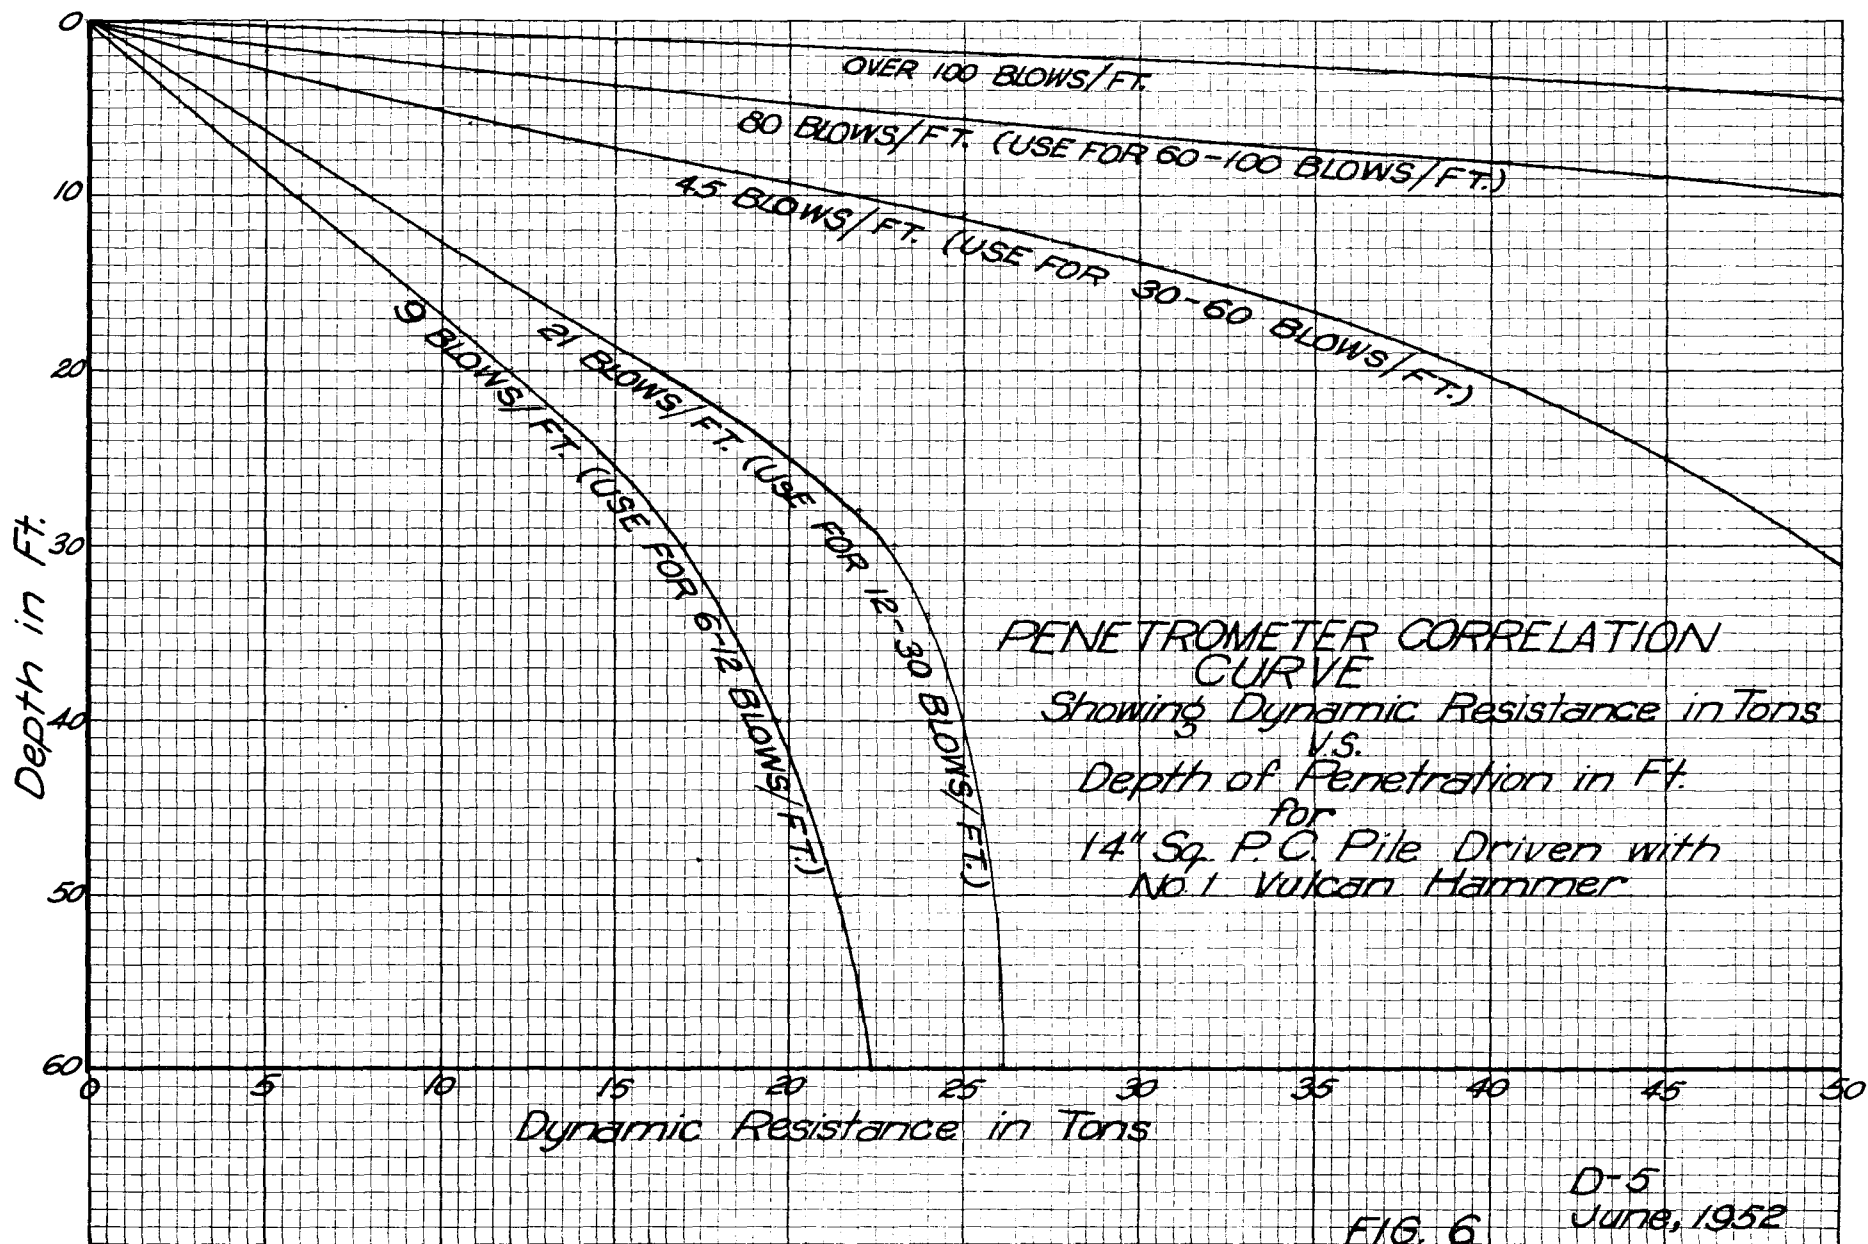 0
10
20
30
40
50
60
Depth in Ft.
OVER 100 BLOWS/FT.
80 BLOWS/FT. (USE FOR 60-100 BLOWS/FT.)
45 BLOWS/FT. (USE FOR 30-60 BLOWS/FT.)
21 BLOWS/FT. (USE FOR 12-30 BLOWS/FT.)
9 BLOWS/FT. (USE FOR 6-12 BLOWS/FT.)
PENETROMETER CORRELATION
CURVE
Showing Dynamic Resistance in Tons
V.S.
Depth of Penetration in Ft.
for
14" Sq. P.C. Pile Driven with
No. 1 Vulcan Hammer
0 5 10 15 20 25 30 35 40 45 50
Dynamic Resistance in Tons
D-5
June, 1952
FIG. 6